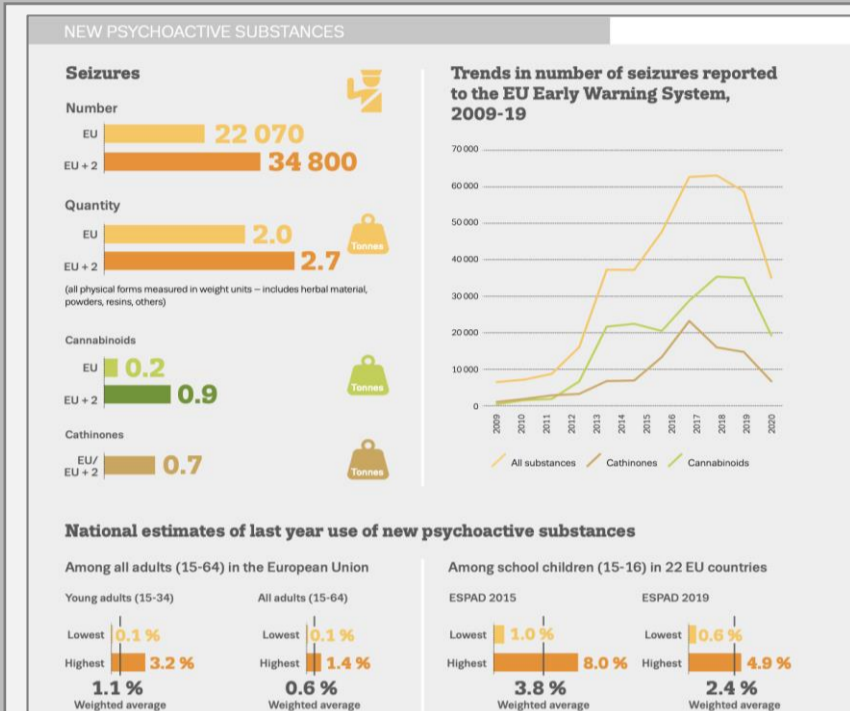 NEW PSYCHOACTIVE SUBSTANCES
Seizures
Number
EU 22 070
EU + 2 34 800
Quantity
EU 2.0
Tonnes
EU + 2 2.7
(all physical forms measured in weight units – includes herbal material,
powders, resins, others)
Cannabinoids
EU 0.2
Tonnes
EU + 2 0.9
Cathinones
EU/
EU + 2
0.7
Tonnes
Trends in number of seizures reported
to the EU Early Warning System,
2009-19
70 000
60 000
50 000
40 000
30 000
20 000
10 000
0
2009 2010 2011 2012 2013 2014 2015 2016 2017 2018 2019 2020
All substances Cathinones Cannabinoids
National estimates of last year use of new psychoactive substances
Among all adults (15-64) in the European Union
Young adults (15-34) All adults (15-64)
Lowest 0.1 % Lowest 0.1 %
Highest 3.2 % Highest 1.4 %
1.1 % 0.6 %
Weighted average Weighted average
Among school children (15-16) in 22 EU countries
ESPAD 2015 ESPAD 2019
Lowest 1.0 % Lowest 0.6 %
Highest 8.0 % Highest 4.9 %
3.8 % 2.4 %
Weighted average Weighted average